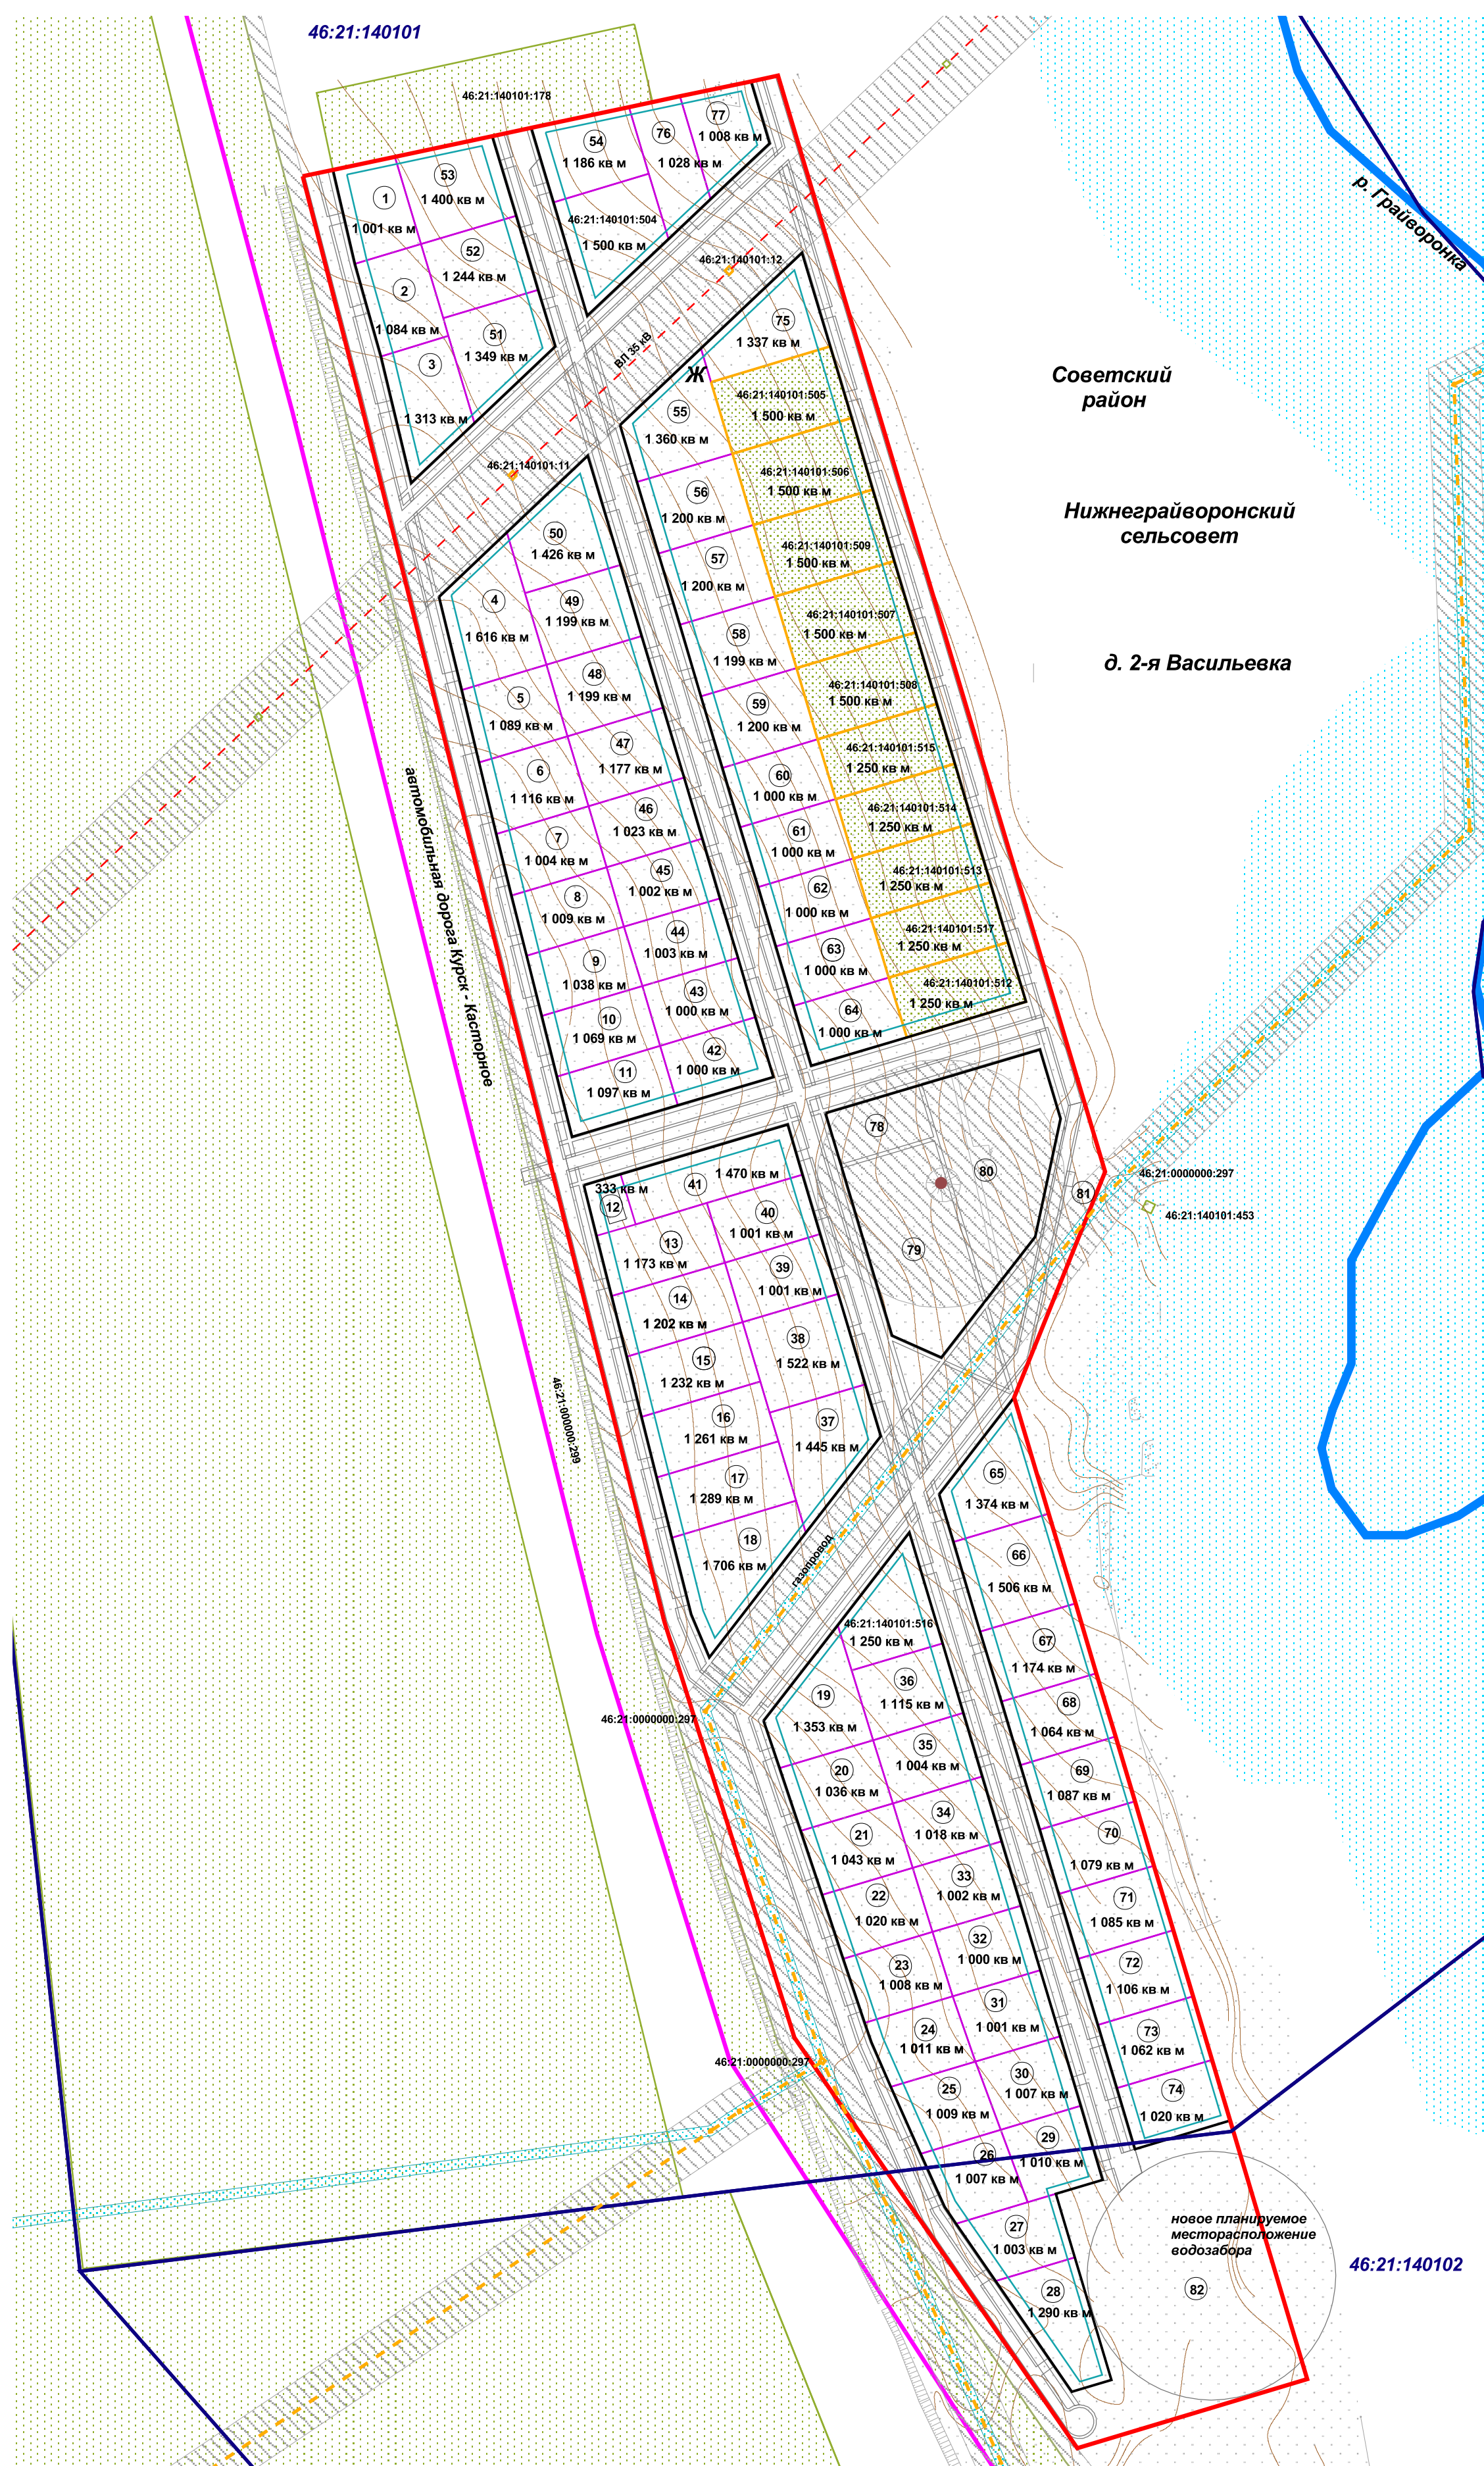 46:21:140101
46:21:140101:178
77
1 008 кв м
76
1 028 кв м
54
1 186 кв м
53
1 400 кв м
1
1 001 кв м
46:21:140101:504
1 500 кв м
52
1 244 кв м
46:21:140101:12
2
1 084 кв м
51
1 349 кв м
3
1 313 кв м
75
1 337 кв м
ВЛ 35 кВ
Ж
р. Грайворонка
Советский
район
46:21:140101:505
1 500 кв м
55
1 360 кв м
46:21:140101:11
46:21:140101:506
1 500 кв м
56
1 200 кв м
Нижнеграйворонский
сельсовет
50
1 426 кв м
46:21:140101:509
1 500 кв м
57
1 200 кв м
4
1 616 кв м
49
1 199 кв м
46:21:140101:507
1 500 кв м
58
1 199 кв м
д. 2-я Васильевка
48
1 199 кв м
5
1 089 кв м
46:21:140101:508
1 500 кв м
59
1 200 кв м
47
1 177 кв м
46:21:140101:515
1 250 кв м
6
1 116 кв м
60
1 000 кв м
автомобильная дорога Курск - Касторное
46
1 023 кв м
46:21:140101:514
1 250 кв м
7
1 004 кв м
61
1 000 кв м
45
1 002 кв м
46:21:140101:513
1 250 кв м
8
1 009 кв м
62
1 000 кв м
44
1 003 кв м
46:21:140101:517
1 250 кв м
9
1 038 кв м
63
1 000 кв м
43
1 000 кв м
46:21:140101:512
1 250 кв м
10
1 069 кв м
64
1 000 кв м
42
1 000 кв м
11
1 097 кв м
78
80
81
79
46:21:0000000:297
46:21:140101:453
333 кв м
12
41
1 470 кв м
40
1 001 кв м
13
1 173 кв м
39
1 001 кв м
14
1 202 кв м
38
1 522 кв м
15
1 232 кв м
46:21:000000:299
16
1 261 кв м
37
1 445 кв м
17
1 289 кв м
18
1 706 кв м
газопровод
65
1 374 кв м
66
1 506 кв м
46:21:140101:516
1 250 кв м
67
1 174 кв м
36
1 115 кв м
19
1 353 кв м
46:21:0000000:297
68
1 064 кв м
35
1 004 кв м
20
1 036 кв м
69
1 087 кв м
34
1 018 кв м
21
1 043 кв м
70
1 079 кв м
33
1 002 кв м
22
1 020 кв м
71
1 085 кв м
32
1 000 кв м
23
1 008 кв м
72
1 106 кв м
31
1 001 кв м
24
1 011 кв м
73
1 062 кв м
46:21:0000000:297
30
1 007 кв м
25
1 009 кв м
74
1 020 кв м
29
1 010 кв м
26
1 007 кв м
27
1 003 кв м
28
1 290 кв м
новое планируемое
месторасположение
водозабора
82
46:21:140102